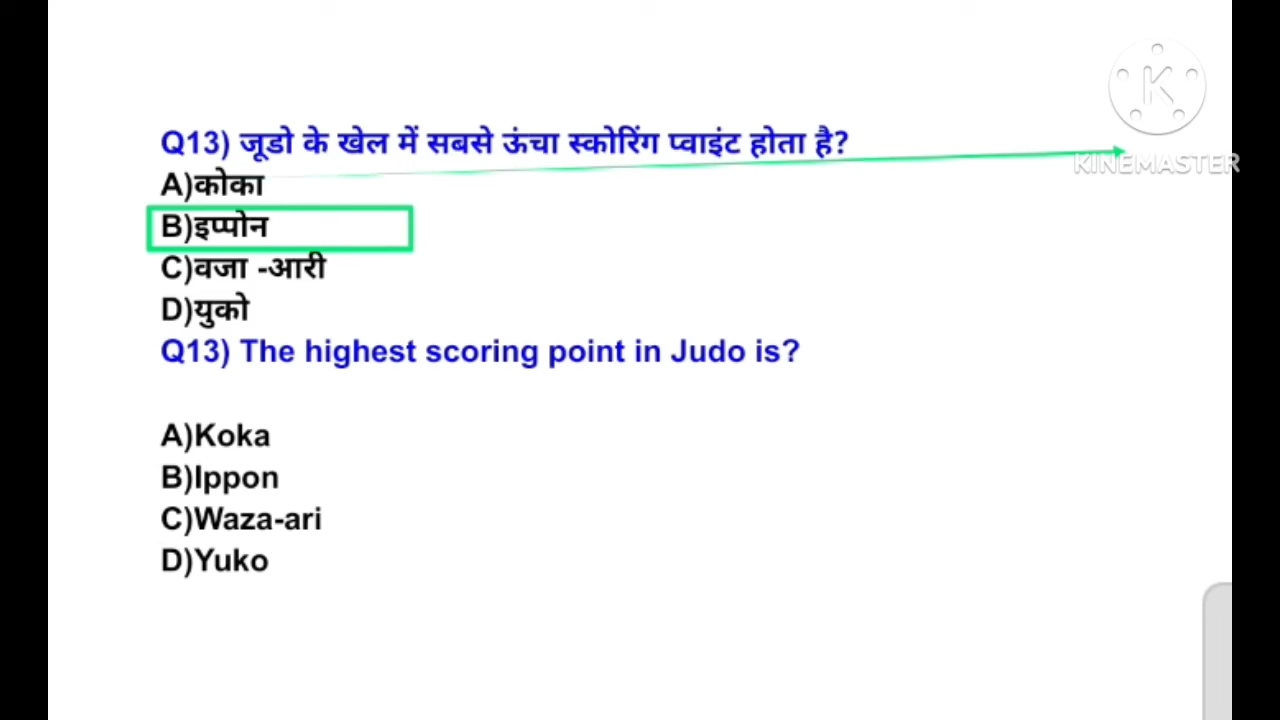 Q13) जूडो के खेल में सबसे ऊंचा स्कोरिंग प्वाइंट होता है?
A)कोका
B)इप्पोन
C)वजा -आरी
D)युको
Q13) The highest scoring point in Judo is?
A)Koka
B)Ippon
C)Waza-ari
D)Yuko
K
KINEMASTER